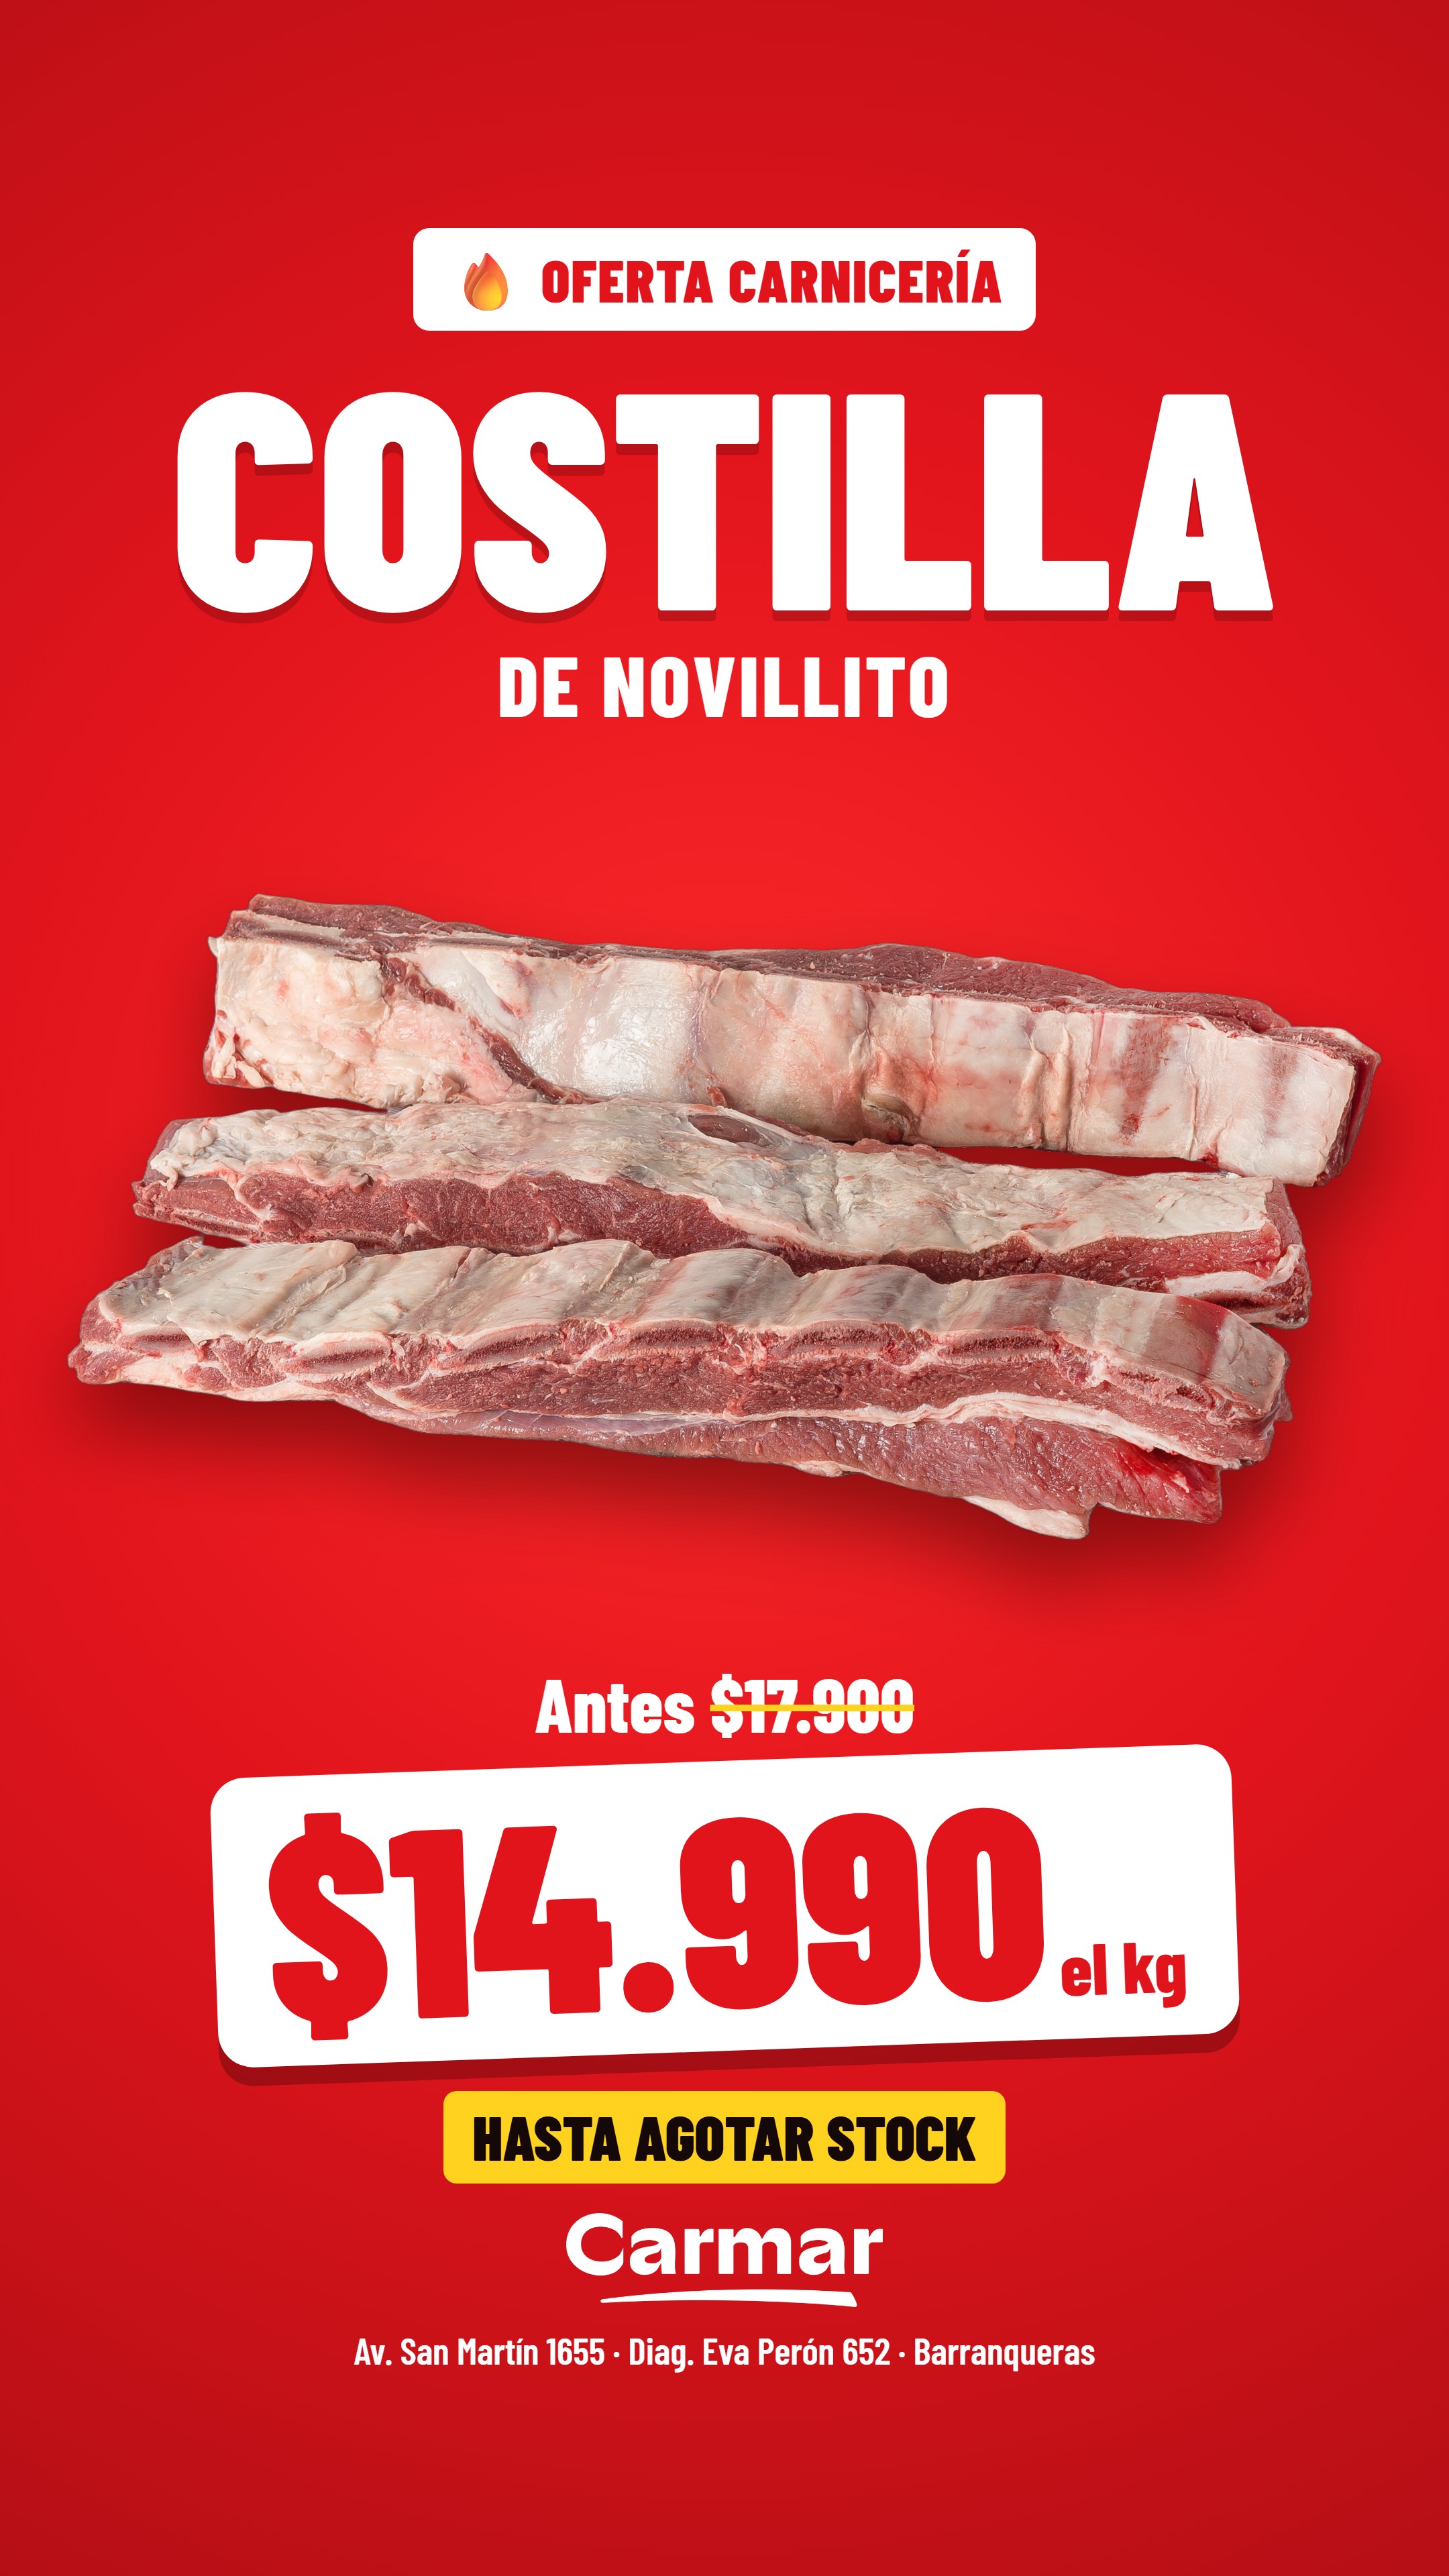 🔥 OFERTA CARNICERÍA
COSTILLA
DE NOVILLITO
Antes $17.900
$14.990 el kg
HASTA AGOTAR STOCK
Carmar
Av. San Martín 1655 · Diag. Eva Perón 652 · Barranqueras